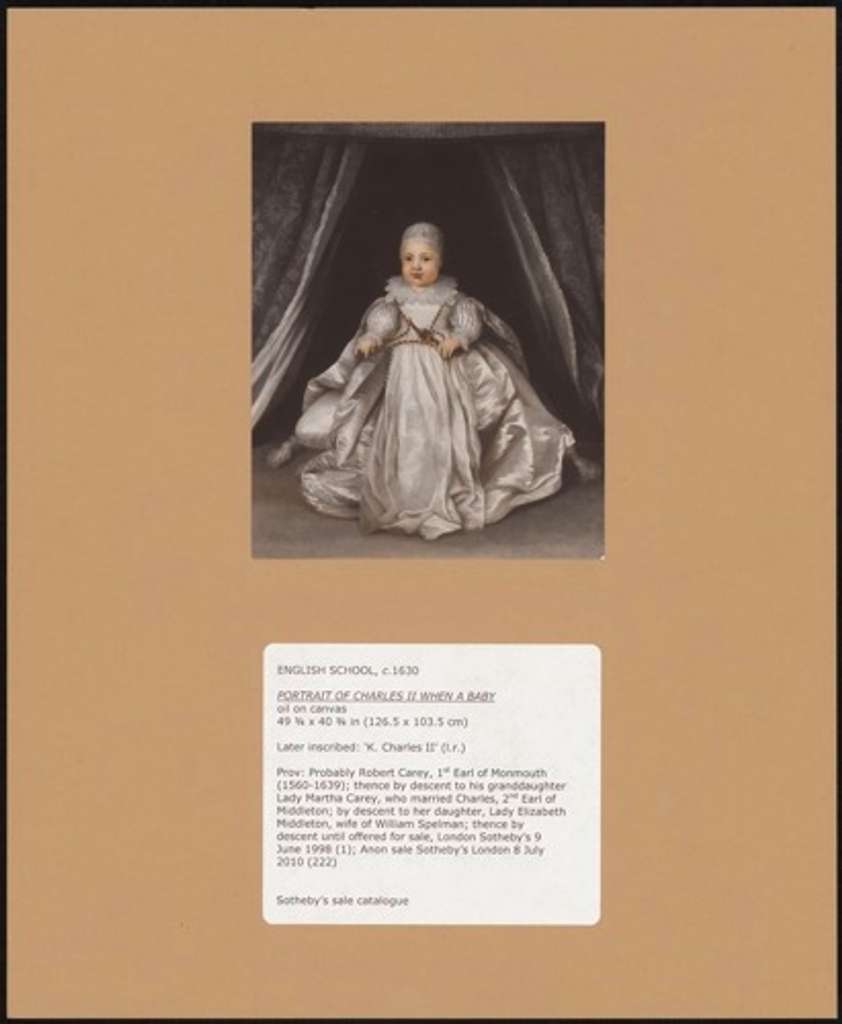 ENGLISH SCHOOL, c.1630
PORTRAIT OF CHARLES II WHEN A BABY
oil on canvas
49 ¾ x 40 ¾ in (126.5 x 103.5 cm)
Later inscribed: 'K. Charles II' (l.r.)
Prov: Probably Robert Carey, 1st Earl of Monmouth
(1560-1639); thence by descent to his granddaughter
Lady Martha Carey, who married Charles, 2nd Earl of
Middleton; by descent to her daughter, Lady Elizabeth
Middleton, wife of William Spelman; thence by
descent until offered for sale, London Sotheby's 9
June 1998 (1); Anon sale Sotheby's London 8 July
2010 (222)
Sotheby's sale catalogue